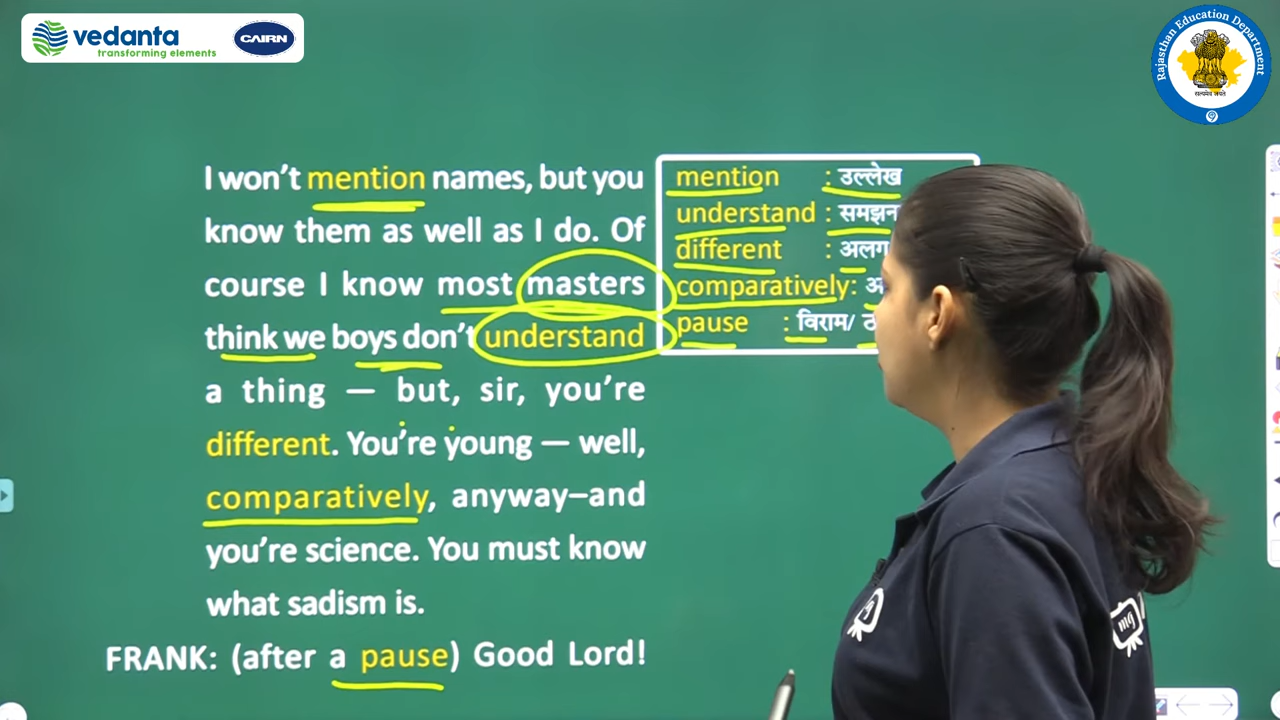 vedanta
transforming elements
CAIRN
Rajasthan Education Department
सत्यमेव जयते
I won't mention names, but you
know them as well as I do. Of
course I know most masters
think we boys don't understand
a thing — but, sir, you're
different. You're young — well,
comparatively, anyway–and
you're science. You must know
what sadism is.
FRANK: (after a pause) Good Lord!
mention : उल्लेख
understand :
different : अलग
comparatively:
pause : विराम/